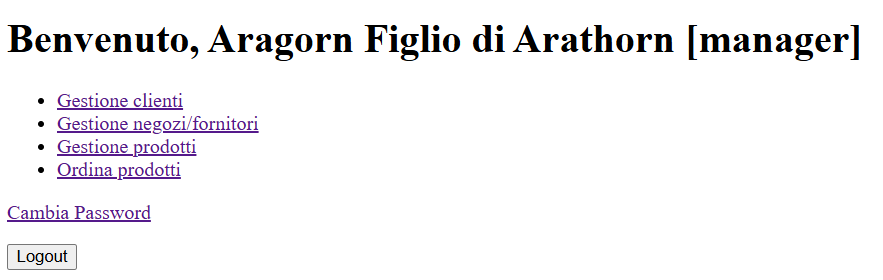 Benvenuto, Aragorn Figlio di Arathorn [manager]
Gestione clienti
Gestione negozi/fornitori
Gestione prodotti
Ordina prodotti
Cambia Password
Logout